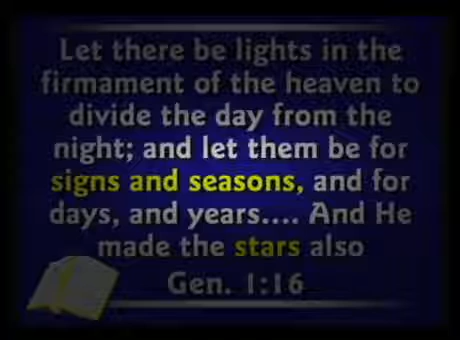 Let there be lights in the
firmament of the heaven to
divide the day from the
night; and let them be for
signs and seasons, and for
days, and years.... And He
made the stars also
Gen. 1:16